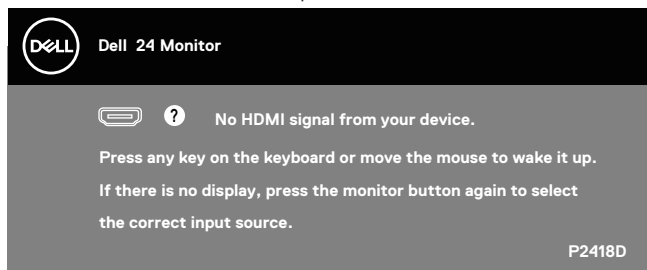 DELL
Dell 24 Monitor
? No HDMI signal from your device.
Press any key on the keyboard or move the mouse to wake it up.
If there is no display, press the monitor button again to select
the correct input source.
P2418D